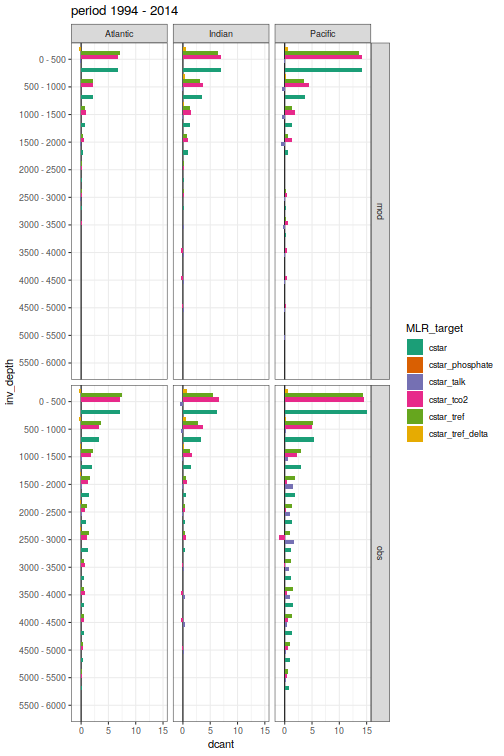 period 1994 - 2014
Atlantic Indian Pacific
0 - 500
500 - 1000
1000 - 1500
1500 - 2000
2000 - 2500
2500 - 3000
3000 - 3500
3500 - 4000
4000 - 4500
4500 - 5000
5000 - 5500
5500 - 6000
mod
0 - 500
500 - 1000
1000 - 1500
1500 - 2000
2000 - 2500
2500 - 3000
3000 - 3500
3500 - 4000
4000 - 4500
4500 - 5000
5000 - 5500
5500 - 6000
obs
0 5 10 15 0 5 10 15 0 5 10 15
dcant
inv_depth
MLR_target
cstar
cstar_phosphate
cstar_talk
cstar_tco2
cstar_tref
cstar_tref_delta